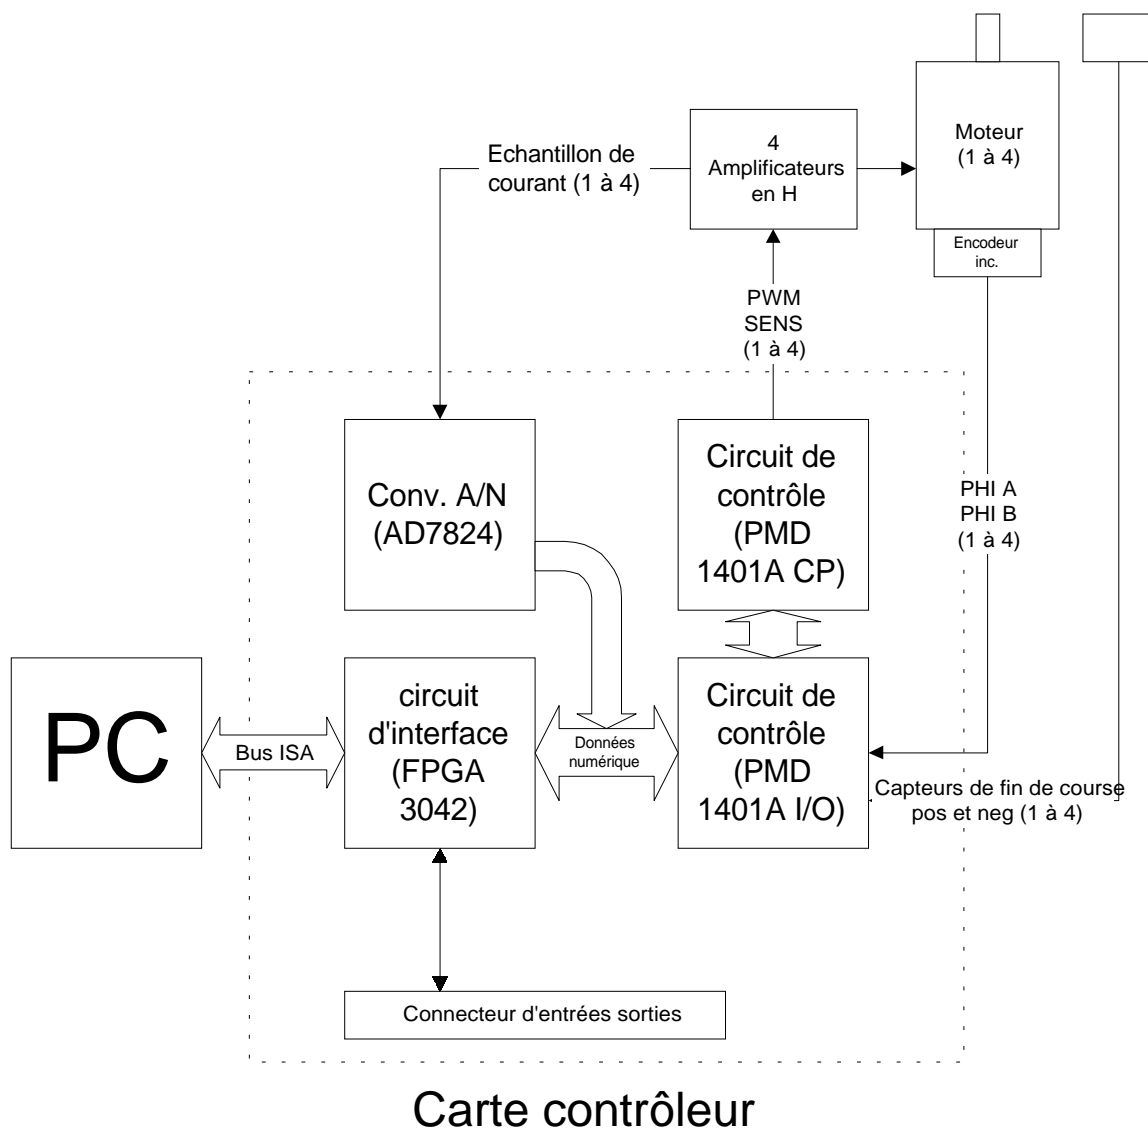 Moteur
(1 à 4)
4
Amplificateurs
en H
Echantillon de
courant (1 à 4)
Encodeur
inc.
PWM
SENS
(1 à 4)
Conv. A/N
(AD7824)
Circuit de
contrôle
(PMD
1401A CP)
PHI A
PHI B
(1 à 4)
PC
Bus ISA
circuit
d'interface
(FPGA
3042)
Données
numérique
Circuit de
contrôle
(PMD
1401A I/O)
Capteurs de fin de course
pos et neg (1 à 4)
Connecteur d'entrées sorties
Carte contrôleur